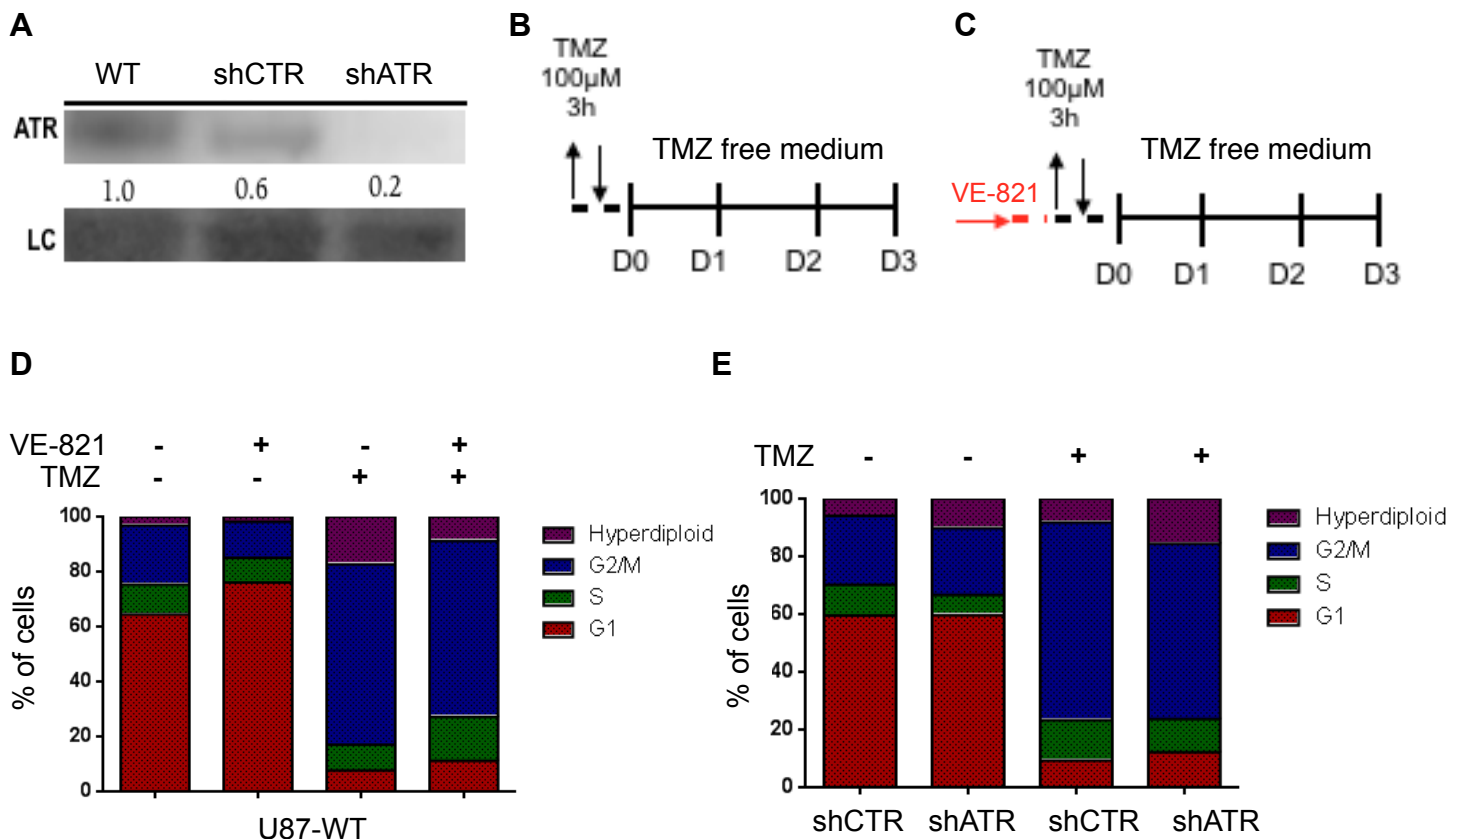 A
WT shCTR shATR
ATR
1.0 0.6 0.2
LC
B
TMZ
100µM
3h
TMZ free medium
D0 D1 D2 D3
C
TMZ
100µM
3h
TMZ free medium
VE-821
D0 D1 D2 D3
D
VE-821 - + - +
TMZ - - + +
% of cells
100
80
60
40
20
0
U87-WT
Hyperdiploid
G2/M
S
G1
E
TMZ - - + +
% of cells
100
80
60
40
20
0
shCTR shATR shCTR shATR
Hyperdiploid
G2/M
S
G1